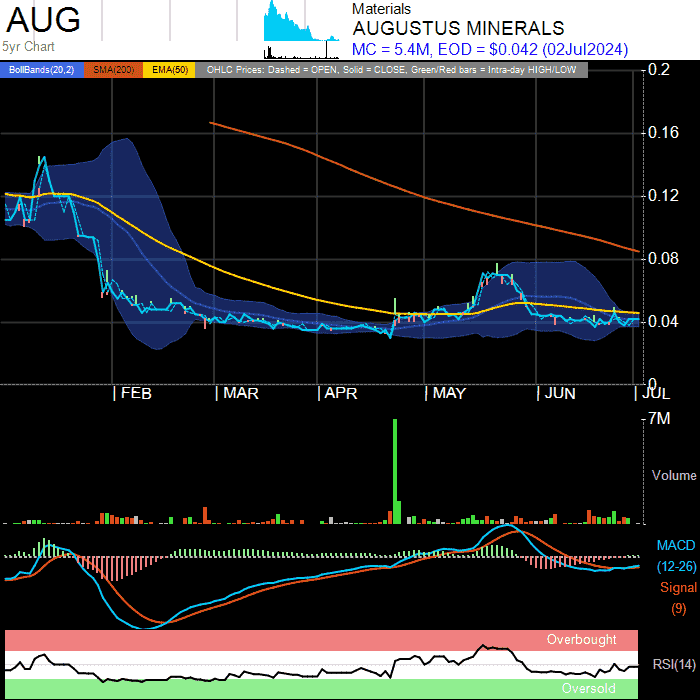 AUG
5yr Chart
Materials
AUGUSTUS MINERALS
MC = 5.4M, EOD = $0.042 (02Jul2024)
BollBands(20,2) SMA(200) EMA(50) OHLC Prices: Dashed = OPEN, Solid = CLOSE, Green/Red bars = Intra-day HIGH/LOW
0.2
0.16
0.12
0.08
0.04
0
FEB MAR APR MAY JUN JUL
7M
Volume
MACD
(12-26)
Signal
(9)
Overbought
RSI(14)
Oversold